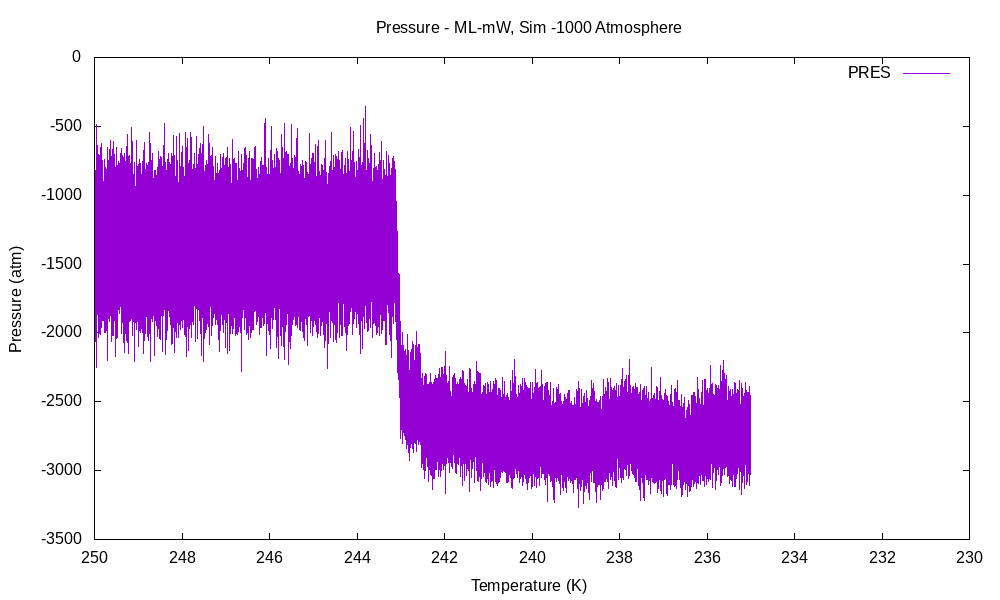 Pressure - ML-mW, Sim -1000 Atmosphere
PRES
0
-500
-1000
-1500
-2000
-2500
-3000
-3500
Pressure (atm)
250 248 246 244 242 240 238 236 234 232 230
Temperature (K)